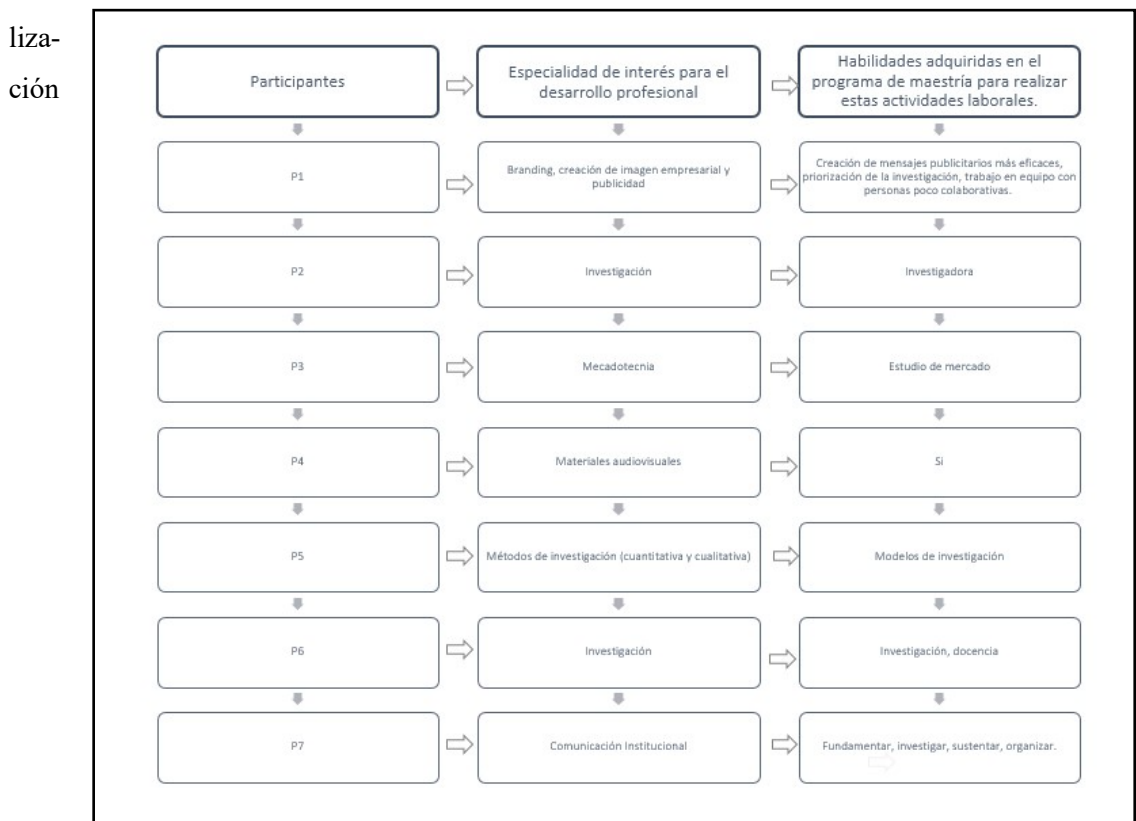 liza-
ción
Participantes
Especialidad de interés para el
desarrollo profesional
Habilidades adquiridas en el
programa de maestría para realizar
estas actividades laborales.
P1
Branding, creación de imagen empresarial y
publicidad
Creación de mensajes publicitarios más eficaces,
priorización de la investigación, trabajo en equipo con
personas poco colaborativas.
P2
Investigación
Investigadora
P3
Mecadotecnia
Estudio de mercado
P4
Materiales audiovisuales
Si
P5
Métodos de investigación (cuantitativa y cualitativa)
Modelos de investigación
P6
Investigación
Investigación, docencia
P7
Comunicación Institucional
Fundamentar, investigar, sustentar, organizar.